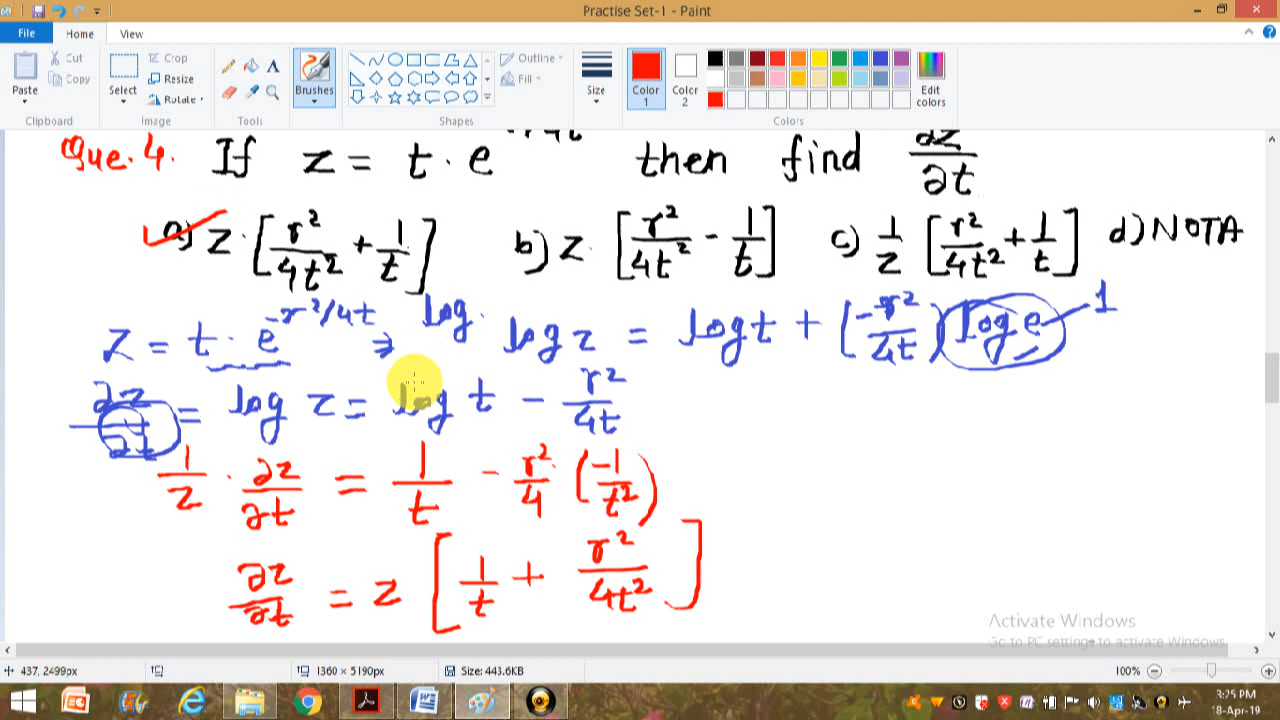 Practise Set-1 - Paint
File Home View
Paste Cut Copy Select Crop Resize Rotate Brushes Outline Fill Size Color 1 Color 2 Edit colors
Clipboard Image Tools Shapes Colors
Que.4. If z = t · e then find ∂z/∂t
a) z · [r²/4t² + 1/t] b) z · [r²/4t² - 1/t] c) 1/z [r²/4t² + 1/t] d) NOTA
z = t · e^{-r²/4t} ⇒ log. log z = log t + (-r²/4t) log e 1
∂z/∂t = log z = log t - r²/4t
1/z · ∂z/∂t = 1/t - r²/4 (-1/t²)
∂z/∂t = z [1/t + r²/4t²]
Activate Windows
Go to PC settings to activate Windows.
437, 2499px 1360 × 5190px Size: 443.6KB 100%
3:25 PM
18-Apr-19